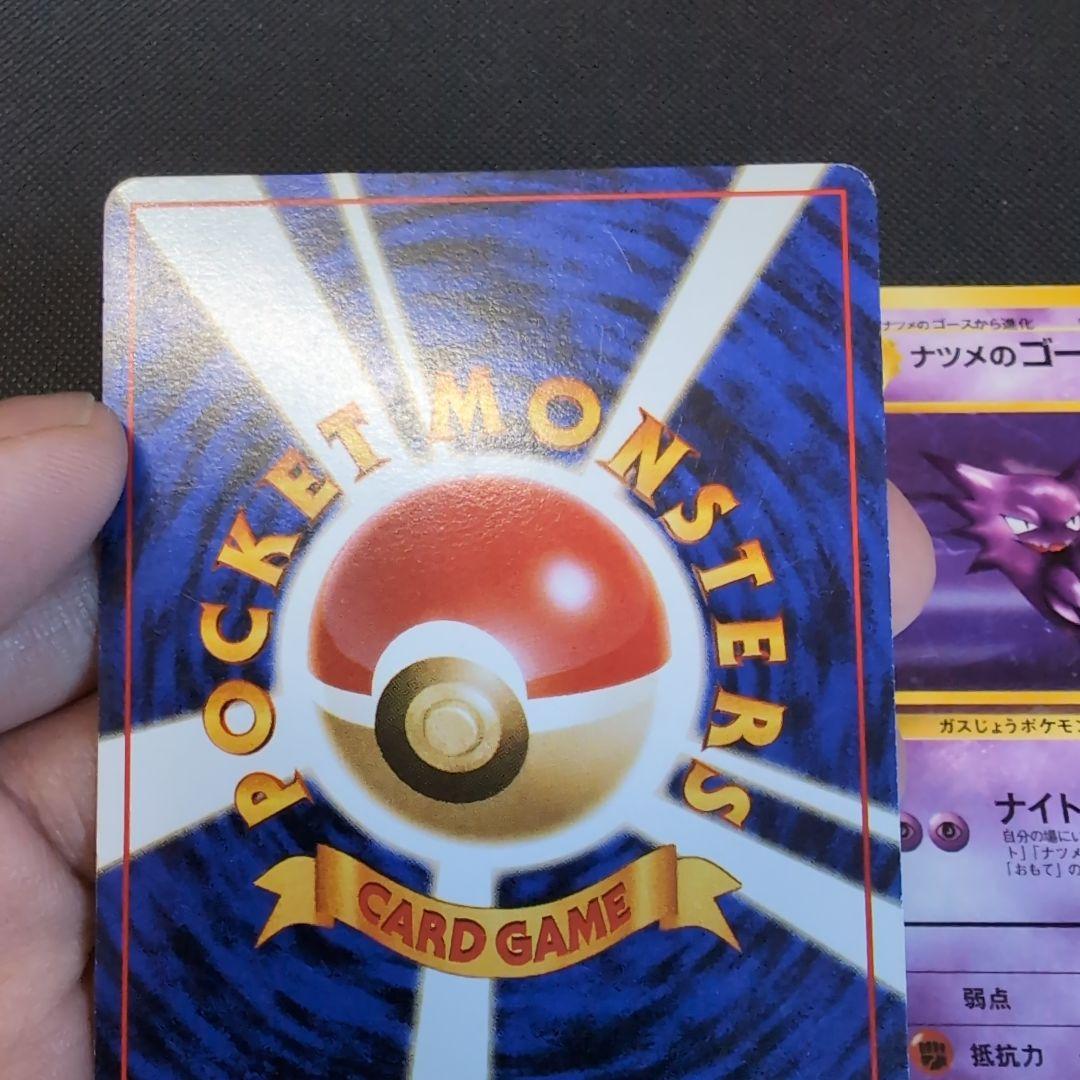 POCKET MONSTERS
CARD GAME
ナツメのゴースから進化
ナツメのゴー
ガスじょうポケモン
ナイト
自分の場にい
ト」「ナツメ
「おもて」の
弱点
抵抗力